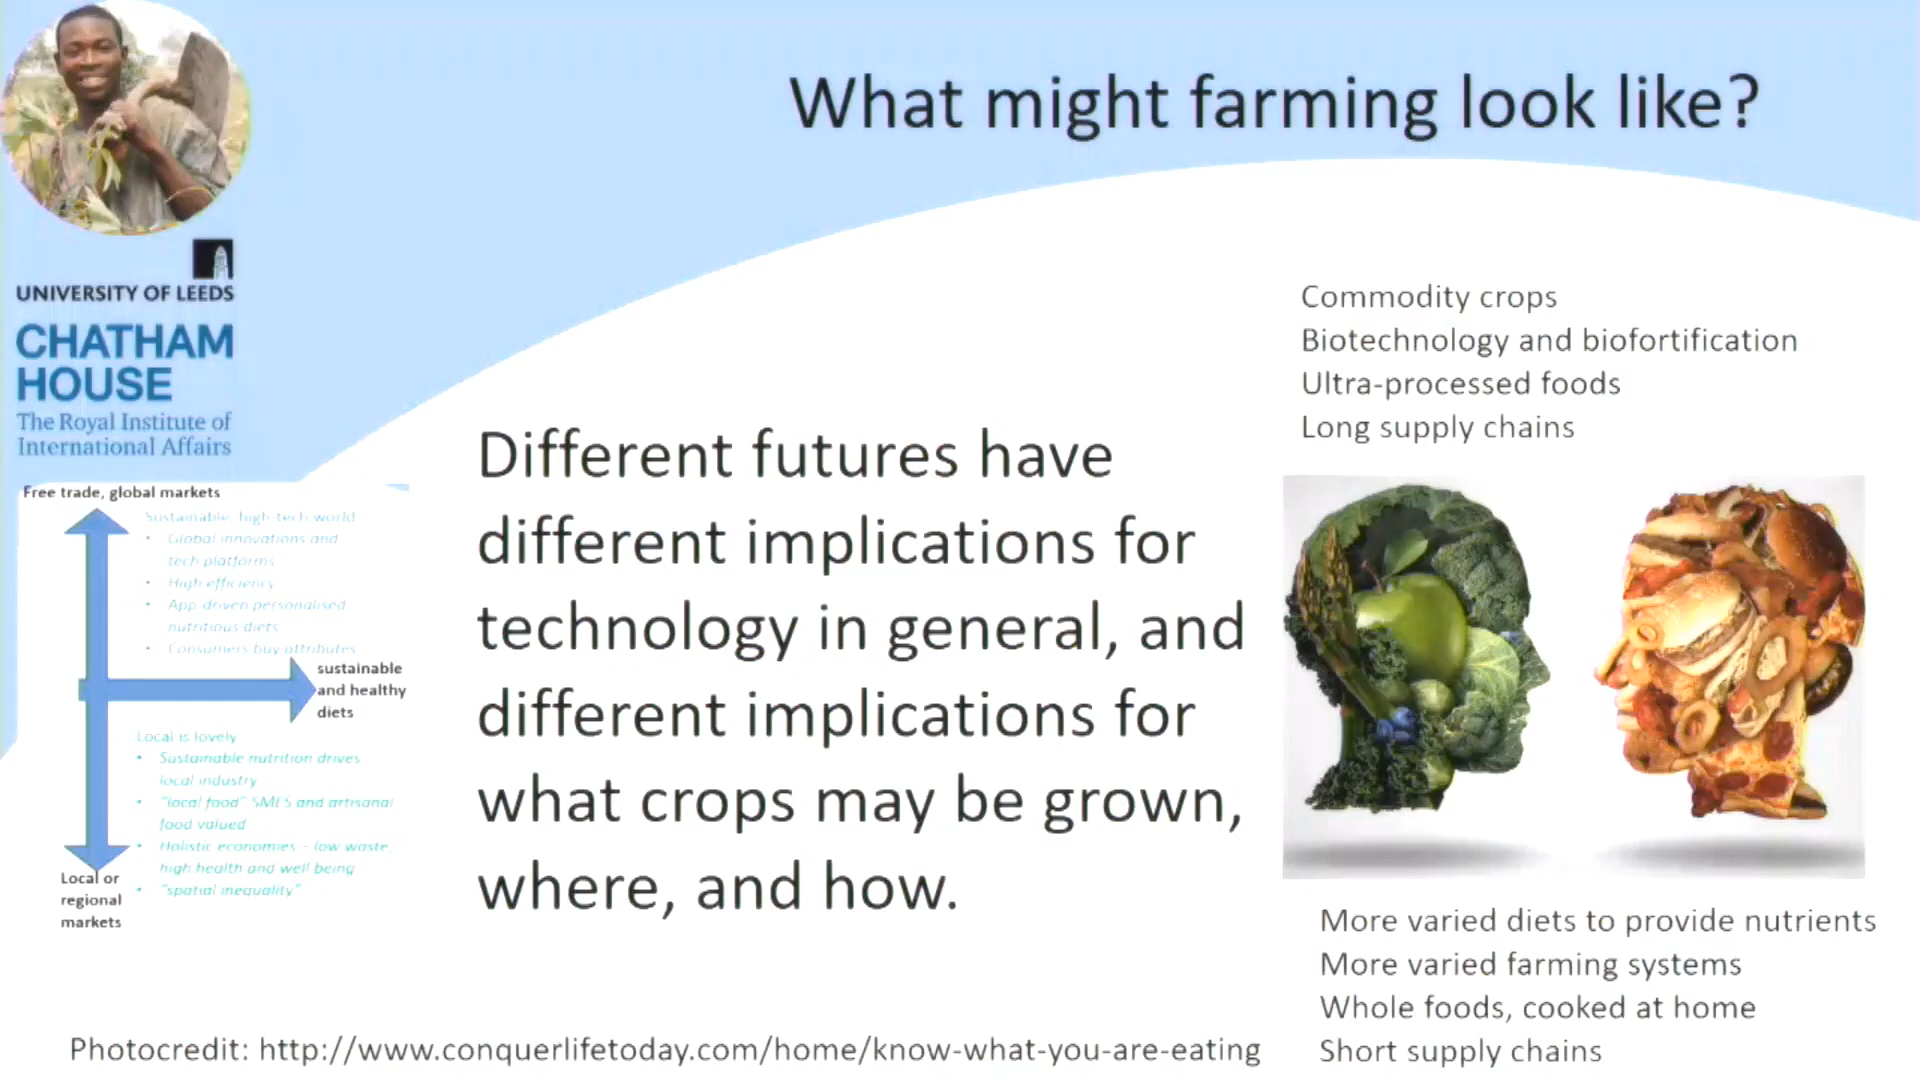 What might farming look like?
UNIVERSITY OF LEEDS
CHATHAM
HOUSE
The Royal Institute of
International Affairs
Free trade, global markets
Sustainable, high-tech world
• Global innovations and
tech platforms
• High efficiency
• App driven personalised
nutritious diets
• Consumers buy attributes
sustainable
and healthy
diets
Local is lovely
• Sustainable nutrition drives
local industry
• "local food" SMES and artisanal
food valued
• Holistic economies – low waste,
high health and well being
• "spatial inequality"
Local or
regional
markets
Different futures have
different implications for
technology in general, and
different implications for
what crops may be grown,
where, and how.
Commodity crops
Biotechnology and biofortification
Ultra-processed foods
Long supply chains
More varied diets to provide nutrients
More varied farming systems
Whole foods, cooked at home
Short supply chains
Photocredit: http://www.conquerlifetoday.com/home/know-what-you-are-eating